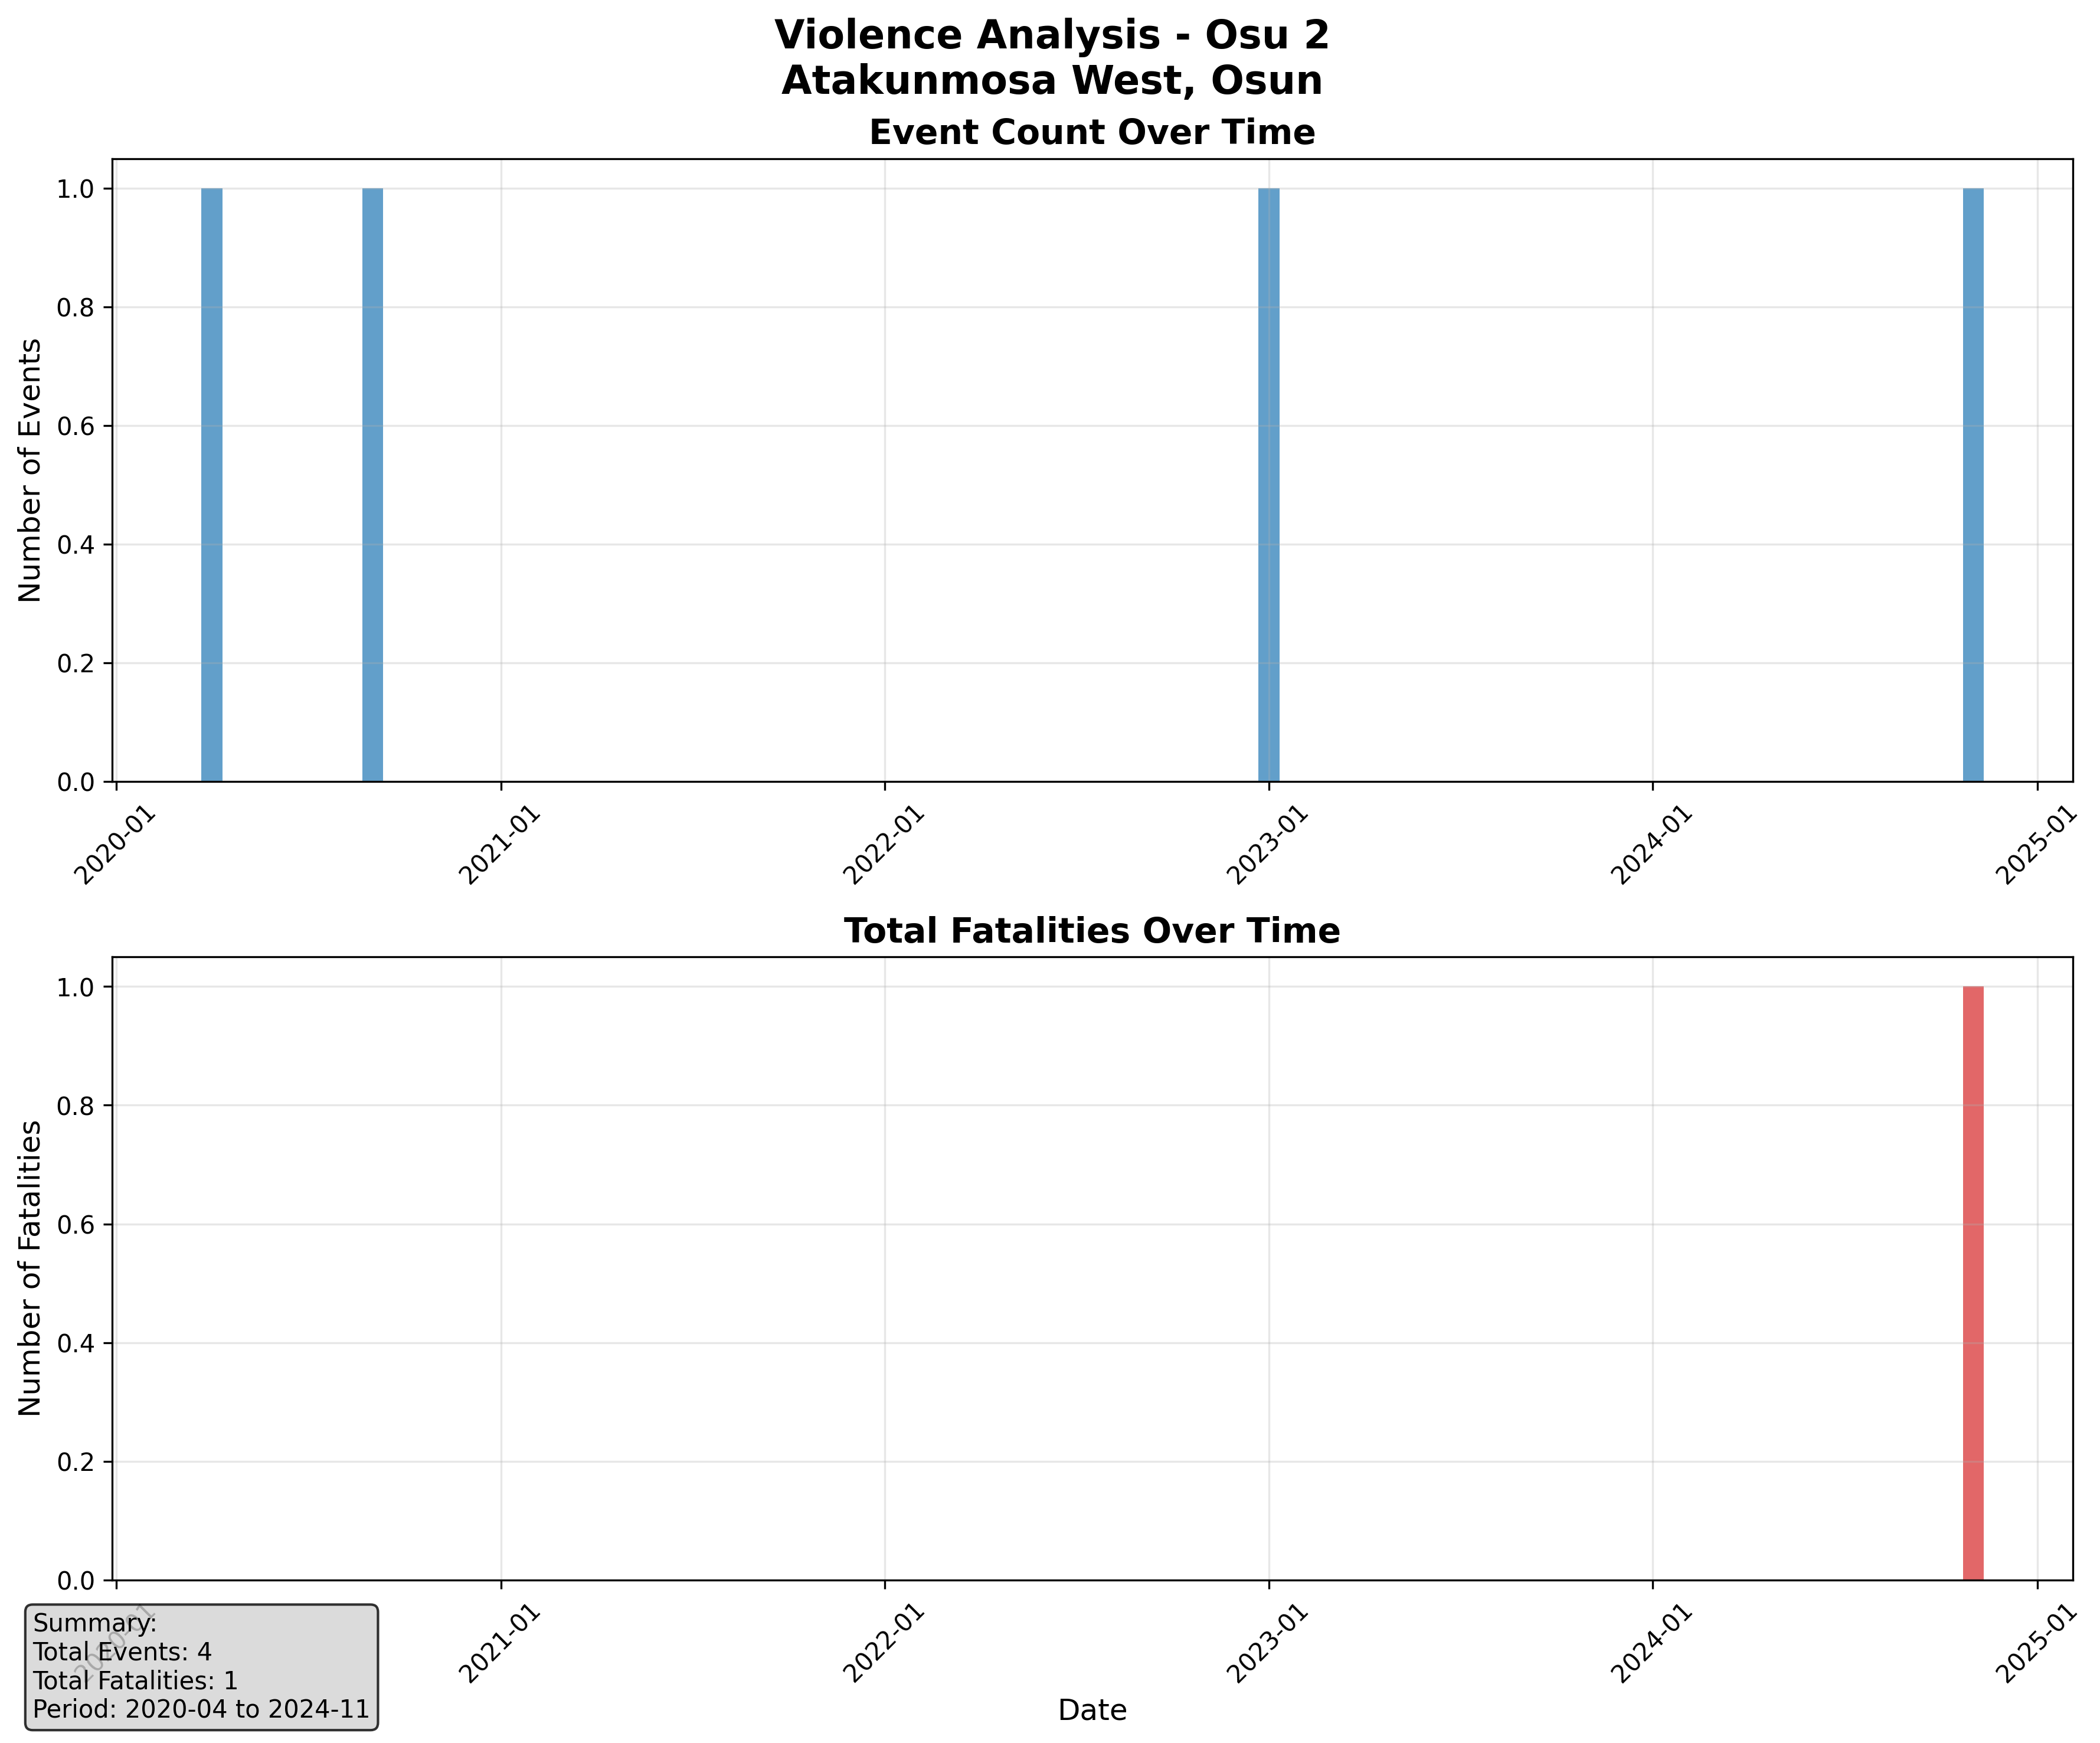 Violence Analysis - Osu 2
Atakunmosa West, Osun
Event Count Over Time
Number of Events
1.0
0.8
0.6
0.4
0.2
0.0
2020-01
2021-01
2022-01
2023-01
2024-01
2025-01
Total Fatalities Over Time
Number of Fatalities
1.0
0.8
0.6
0.4
0.2
0.0
2020-01
2021-01
2022-01
2023-01
2024-01
2025-01
Date
Summary:
Total Events: 4
Total Fatalities: 1
Period: 2020-04 to 2024-11